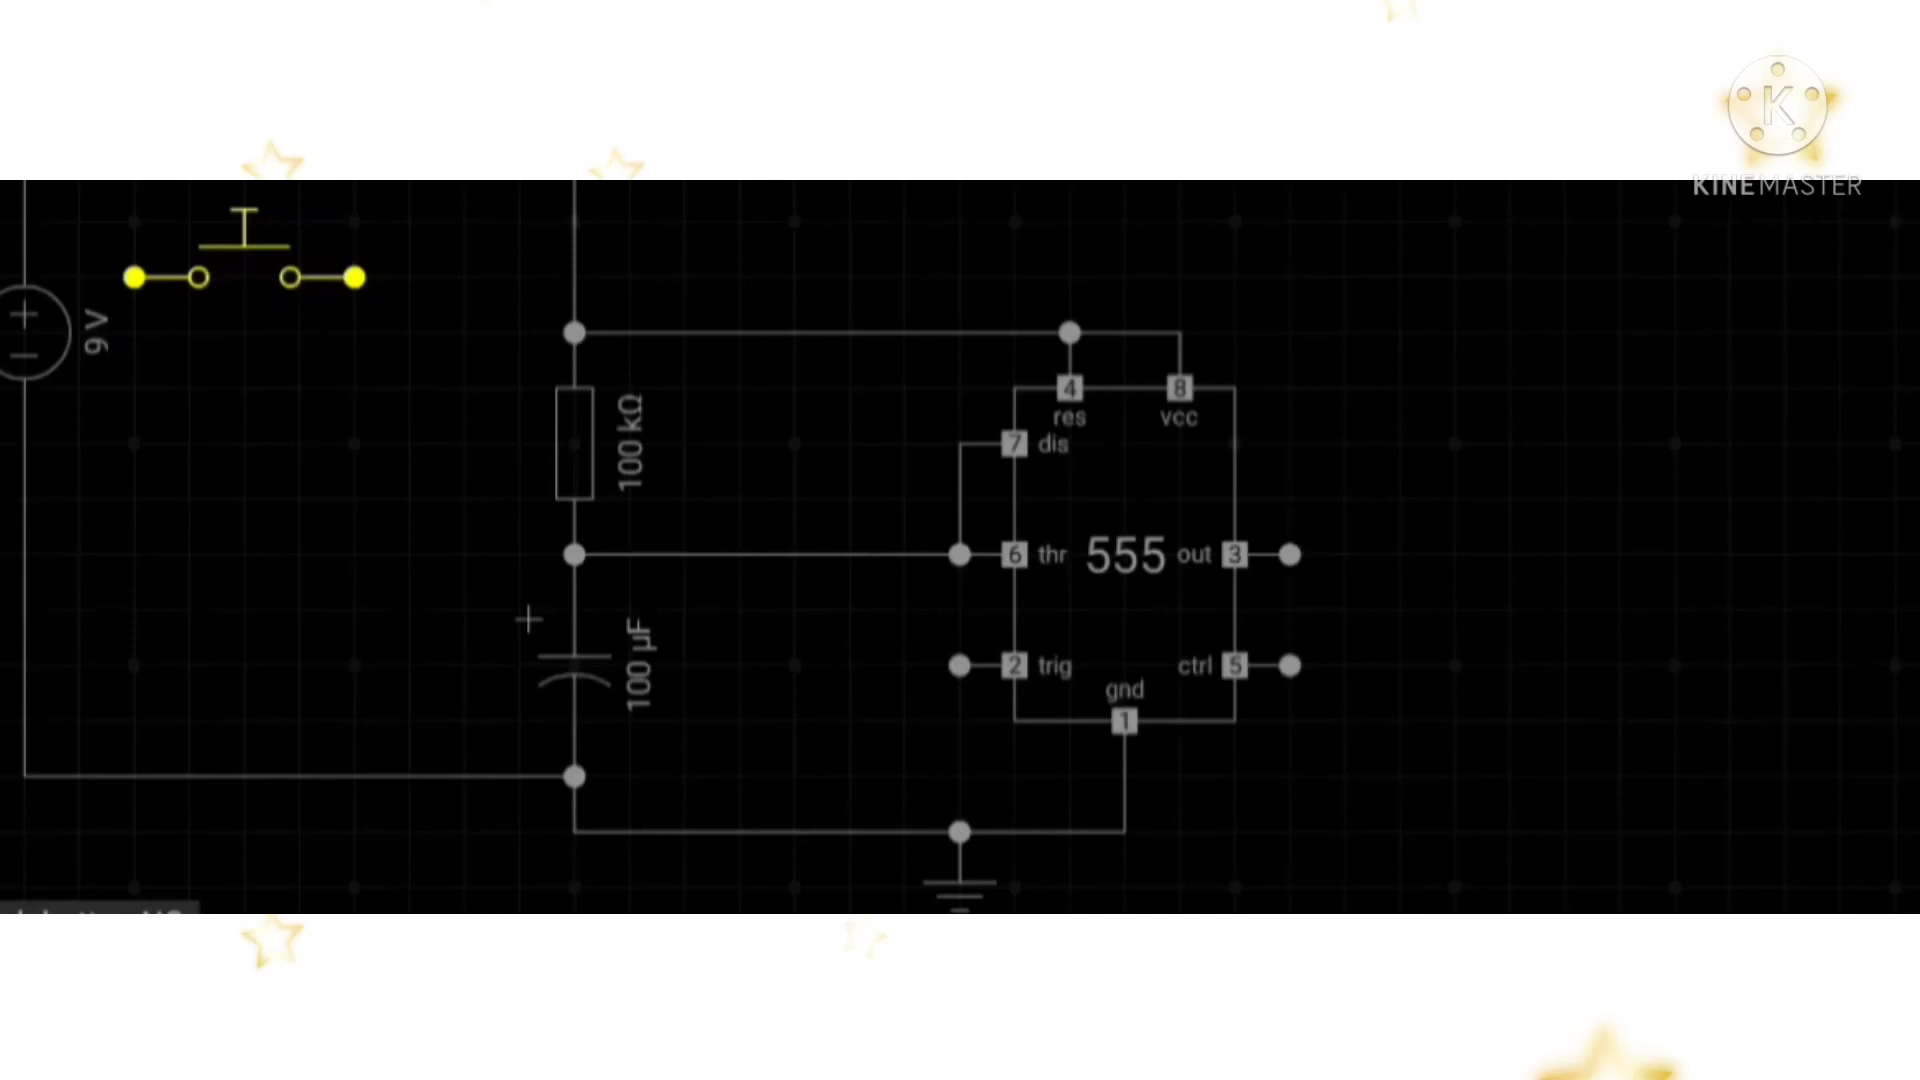 K
KINEMASTER
9 V
4
8
res
vcc
100 kΩ
7 dis
6 thr 555 out 3
+
100 µF
2 trig ctrl 5
gnd
1